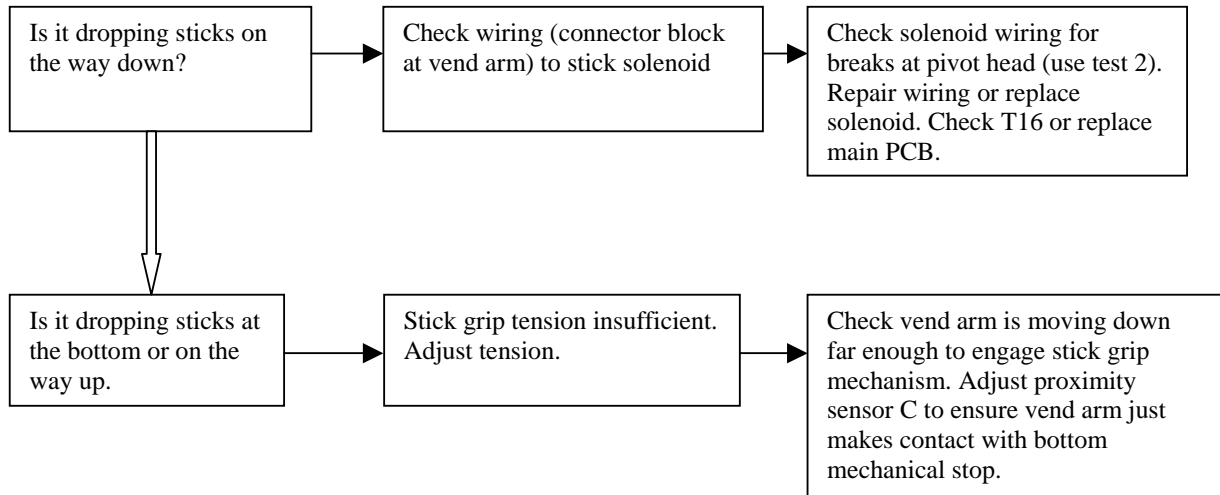 Is it dropping sticks on
the way down?
Check wiring (connector block
at vend arm) to stick solenoid
Check solenoid wiring for
breaks at pivot head (use test 2).
Repair wiring or replace
solenoid. Check T16 or replace
main PCB.
Is it dropping sticks at
the bottom or on the
way up.
Stick grip tension insufficient.
Adjust tension.
Check vend arm is moving down
far enough to engage stick grip
mechanism. Adjust proximity
sensor C to ensure vend arm just
makes contact with bottom
mechanical stop.